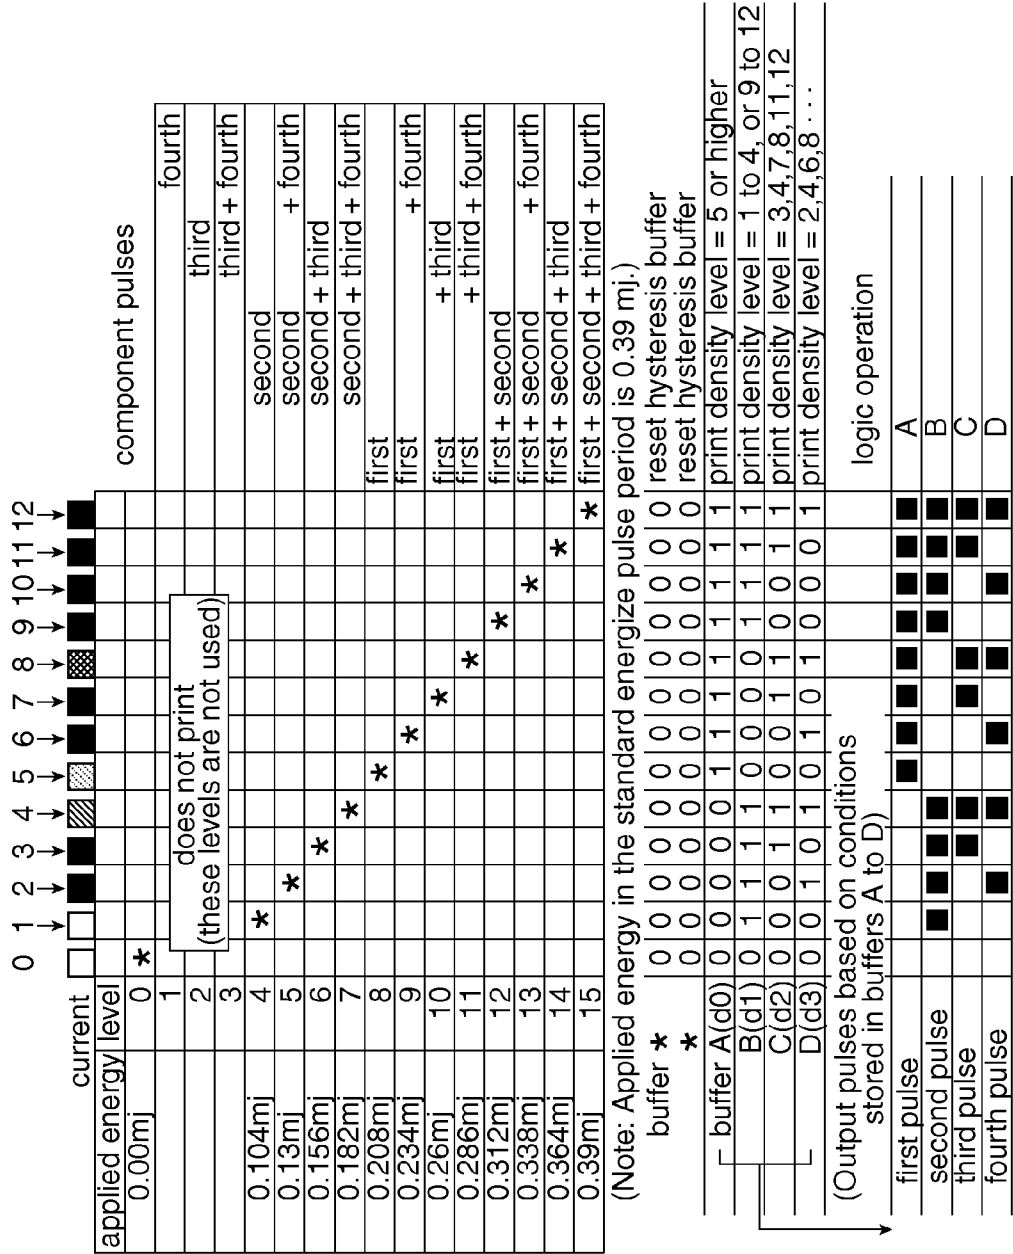 0 1 2 3 4 5 6 7 8 9 10 11 12
current
component pulses
applied energy level
0.00mj 0 *
1 fourth
2 third
3 third + fourth
does not print
(these levels are not used)
0.104mj 4 * second
0.13mj 5 * second + fourth
0.156mj 6 * second + third
0.182mj 7 * second + third + fourth
0.208mj 8 * first
0.234mj 9 * first + fourth
0.26mj 10 * first + third
0.286mj 11 * first + third + fourth
0.312mj 12 * first + second
0.338mj 13 * first + second + fourth
0.364mj 14 * first + second + third
0.39mj 15 * first + second + third + fourth
(Note: Applied energy in the standard energize pulse period is 0.39 mj.)
buffer * 0 0 0 0 0 0 0 0 0 0 0 0 0 reset hysteresis buffer
* 0 0 0 0 0 0 0 0 0 0 0 0 0 reset hysteresis buffer
buffer A(d0) 0 0 0 0 0 1 1 1 1 1 1 1 1 print density level = 5 or higher
B(d1) 0 1 1 1 1 0 0 0 0 1 1 1 1 print density level = 1 to 4, or 9 to 12
C(d2) 0 0 0 1 1 0 0 1 1 0 0 1 1 print density level = 3,4,7,8,11,12
D(d3) 0 0 1 0 1 0 1 0 1 0 1 0 1 print density level = 2,4,6,8 ...
(Output pulses based on conditions
stored in buffers A to D)
logic operation
first pulse A
second pulse B
third pulse C
fourth pulse D